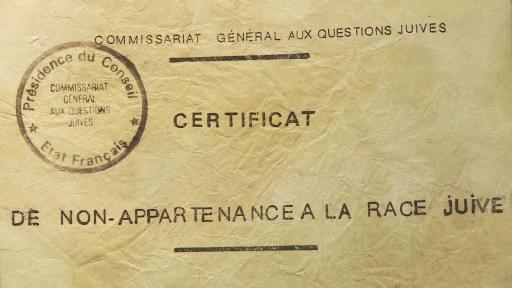 COMMISSARIAT GÉNÉRAL AUX QUESTIONS JUIVES
Présidence du Conseil
COMMISSARIAT
GÉNÉRAL
AUX QUESTIONS
JUIVES
★ Etat Français ★
CERTIFICAT
DE NON-APPARTENANCE A LA RACE JUIVE